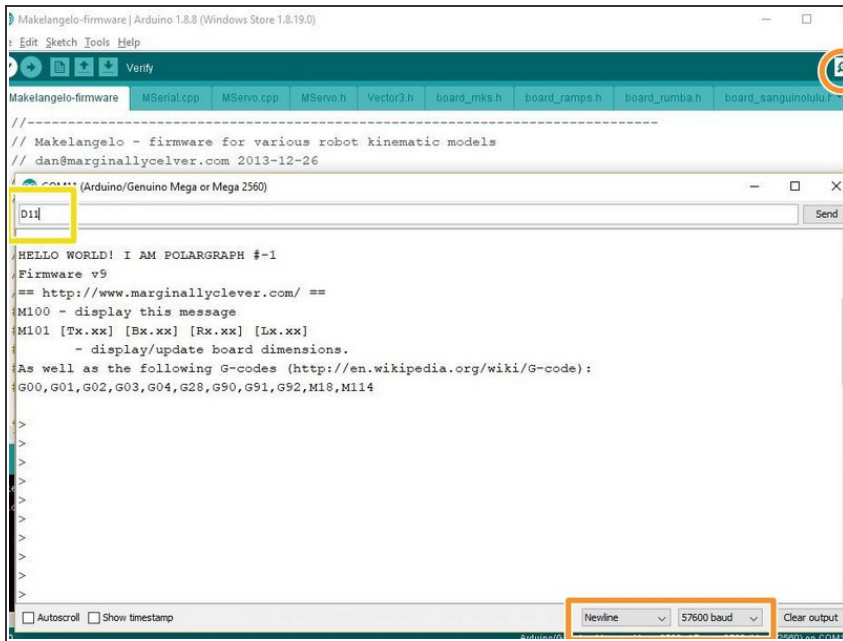 Makelangelo-firmware | Arduino 1.8.8 (Windows Store 1.8.19.0)
Edit Sketch Tools Help
Verify
Makelangelo-firmware MSerial.cpp MServo.cpp MServo.h Vector3.h board_mks.h board_ramps.h board_rumba.h board_sanguinolulu.h
//------------------------------------------------------------------------------
// Makelangelo - firmware for various robot kinematic models
// dan@marginallycelver.com 2013-12-26
COM11 (Arduino/Genuino Mega or Mega 2560)
D11
Send
HELLO WORLD! I AM POLARGRAPH #-1
Firmware v9
== http://www.marginallyclever.com/ ==
M100 - display this message
M101 [Tx.xx] [Bx.xx] [Rx.xx] [Lx.xx]
- display/update board dimensions.
As well as the following G-codes (http://en.wikipedia.org/wiki/G-code):
G00,G01,G02,G03,G04,G28,G90,G91,G92,M18,M114
>
>
>
>
>
>
>
>
>
>
Autoscroll Show timestamp Newline 57600 baud Clear output